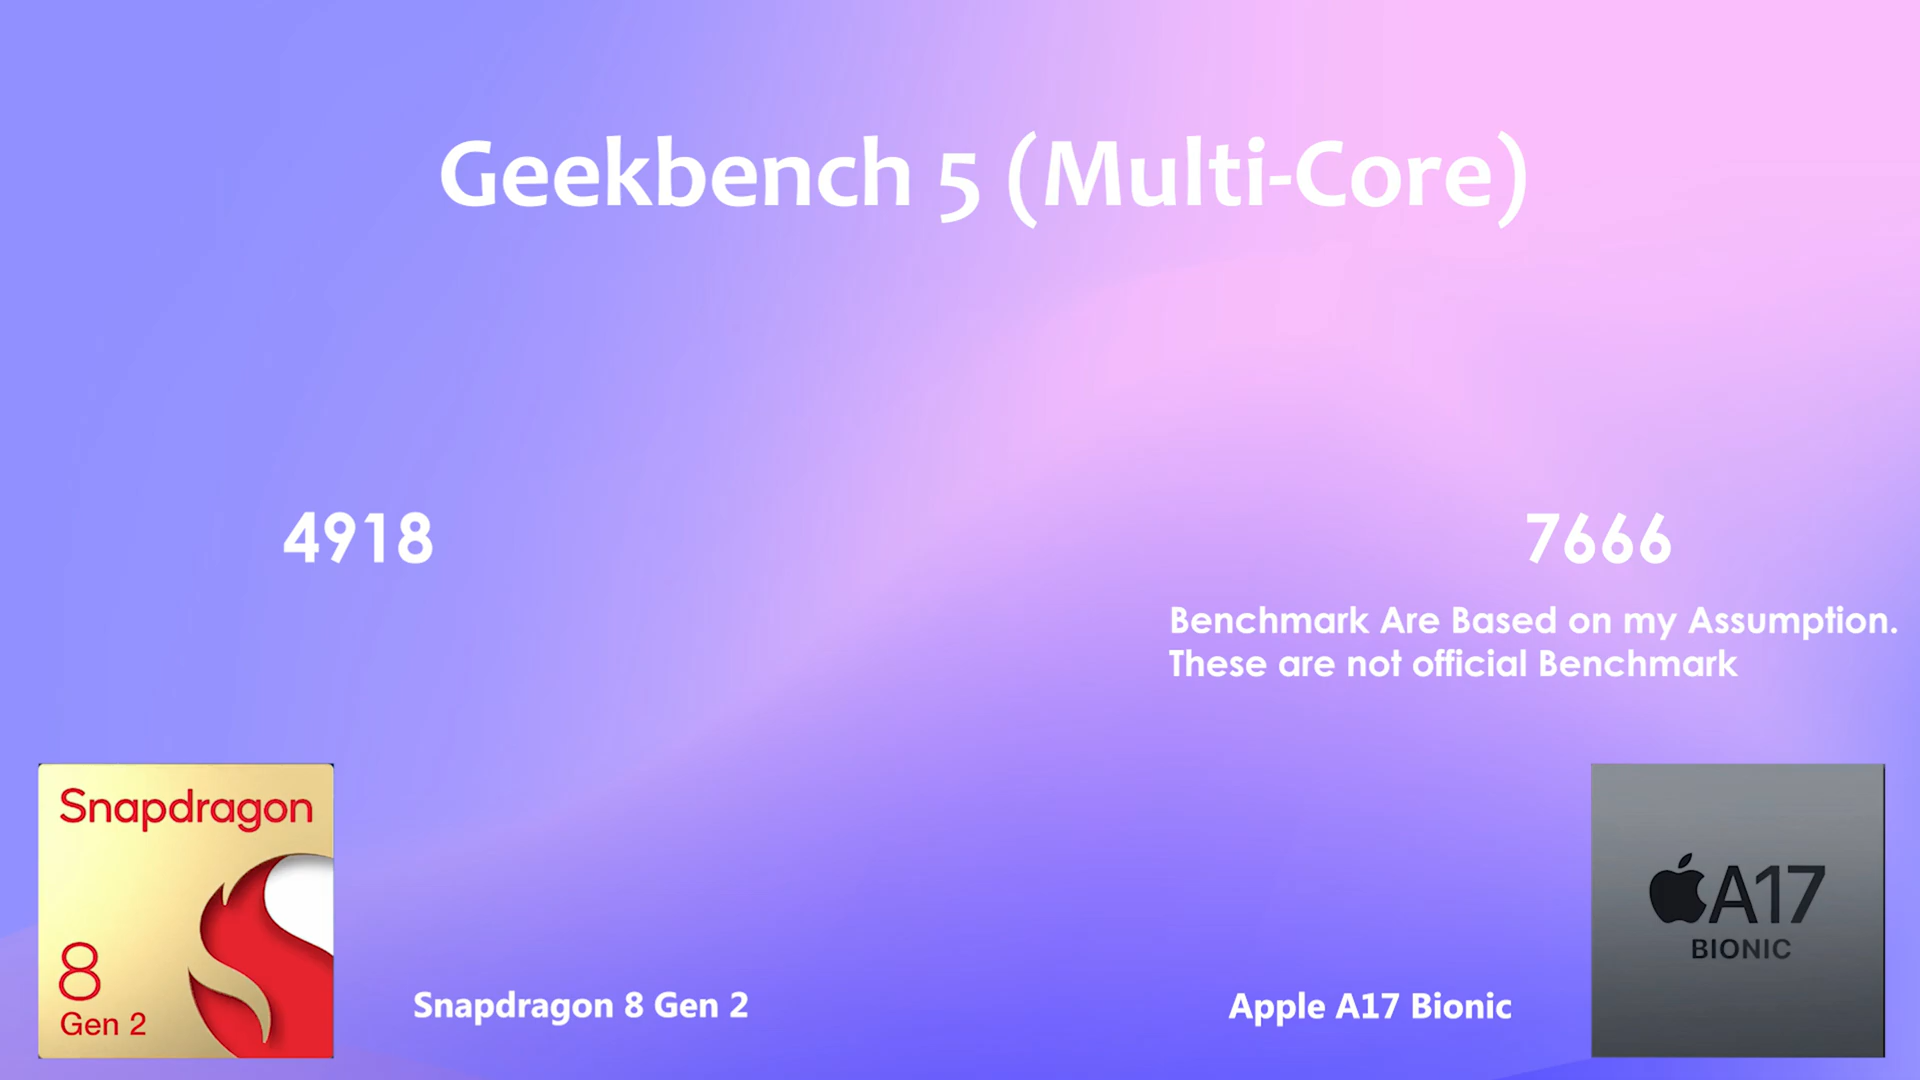 Geekbench 5 (Multi-Core)
4918
7666
Benchmark Are Based on my Assumption.
These are not official Benchmark
Snapdragon
8
Gen 2
Snapdragon 8 Gen 2
Apple A17 Bionic
A17
BIONIC